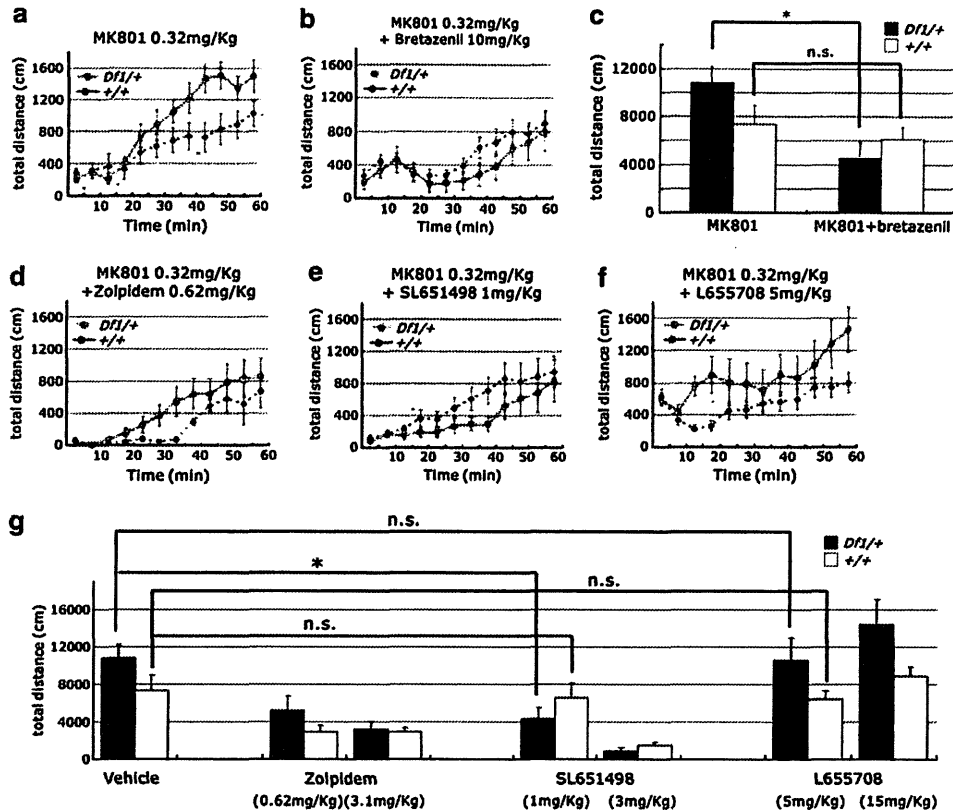 a
MK801 0.32mg/Kg
total distance (cm)
1600
1200
800
400
0
Df1/+
+/+
10 20 30 40 50 60
Time (min)
b
MK801 0.32mg/Kg
+ Bretazenil 10mg/Kg
total distance (cm)
1600
1200
800
400
0
Df1/+
+/+
10 20 30 40 50 60
Time (min)
c
*
n.s.
Df1/+
+/+
total distance (cm)
12000
8000
4000
0
MK801
MK801+bretazenil
d
MK801 0.32mg/Kg
+Zolpidem 0.62mg/Kg
total distance (cm)
1600
1200
800
400
0
Df1/+
+/+
10 20 30 40 50 60
Time (min)
e
MK801 0.32mg/Kg
+ SL651498 1mg/Kg
total distance (cm)
1600
1200
800
400
0
Df1/+
+/+
10 20 30 40 50 60
Time (min)
f
MK801 0.32mg/Kg
+ L655708 5mg/Kg
total distance (cm)
1600
1200
800
400
0
Df1/+
+/+
10 20 30 40 50 60
Time (min)
g
n.s.
*
n.s.
n.s.
Df1/+
+/+
total distance (cm)
16000
12000
8000
4000
0
Vehicle
Zolpidem
SL651498
L655708
(0.62mg/Kg)(3.1mg/Kg)
(1mg/Kg) (3mg/Kg)
(5mg/Kg) (15mg/Kg)